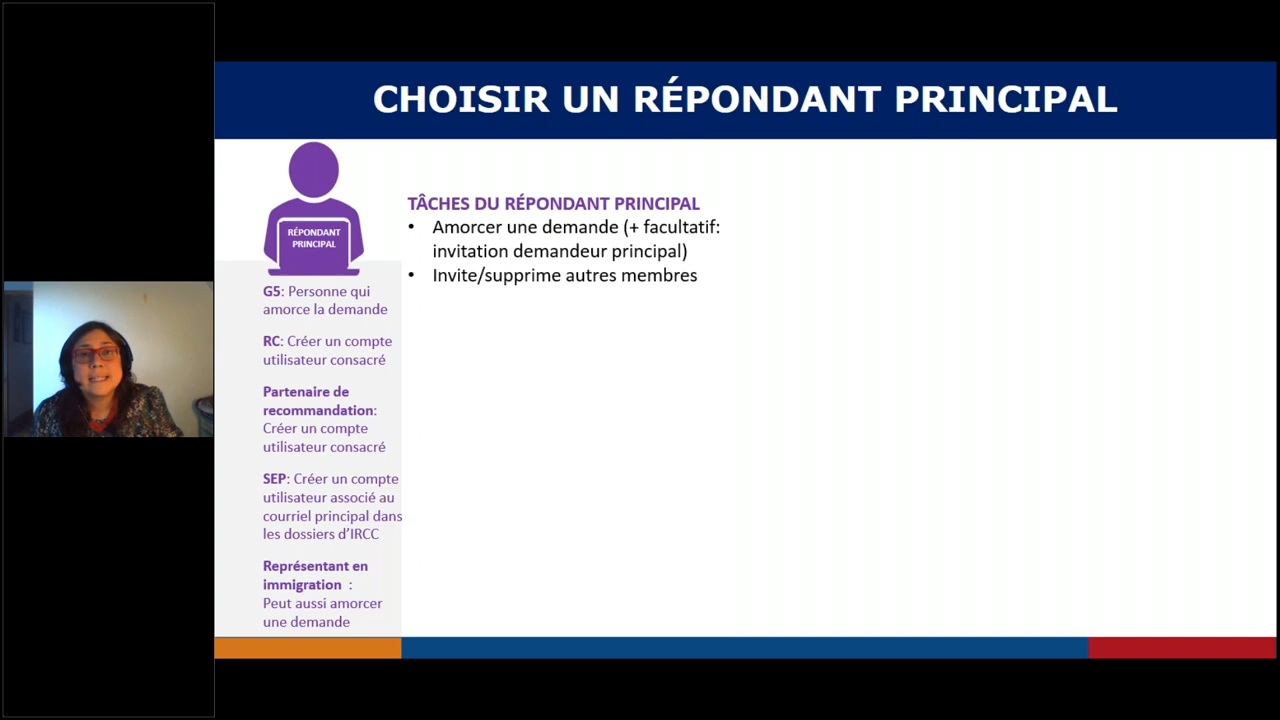 CHOISIR UN RÉPONDANT PRINCIPAL
RÉPONDANT
PRINCIPAL
G5: Personne qui
amorce la demande
RC: Créer un compte
utilisateur consacré
Partenaire de
recommandation:
Créer un compte
utilisateur consacré
SEP: Créer un compte
utilisateur associé au
courriel principal dans
les dossiers d’IRCC
Représentant en
immigration :
Peut aussi amorcer
une demande
TÂCHES DU RÉPONDANT PRINCIPAL
• Amorcer une demande (+ facultatif:
invitation demandeur principal)
• Invite/supprime autres membres